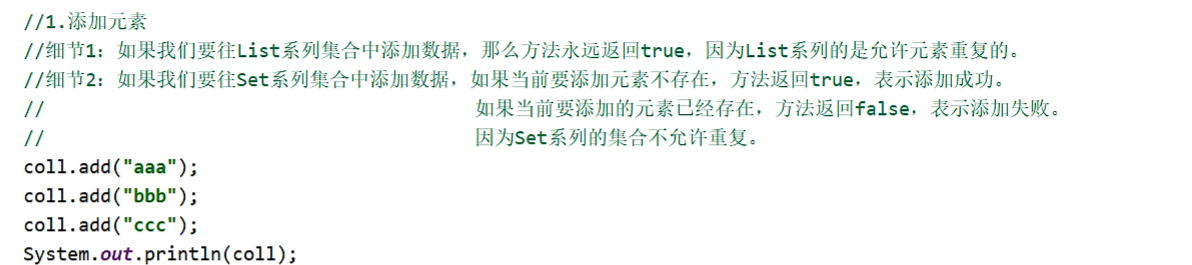 //1.添加元素
//细节1：如果我们要往List系列集合中添加数据，那么方法永远返回true，因为List系列的是允许元素重复的。
//细节2：如果我们要往Set系列集合中添加数据，如果当前要添加元素不存在，方法返回true，表示添加成功。
//                                         如果当前要添加的元素已经存在，方法返回false，表示添加失败。
//                                         因为Set系列的集合不允许重复。
coll.add("aaa");
coll.add("bbb");
coll.add("ccc");
System.out.println(coll);